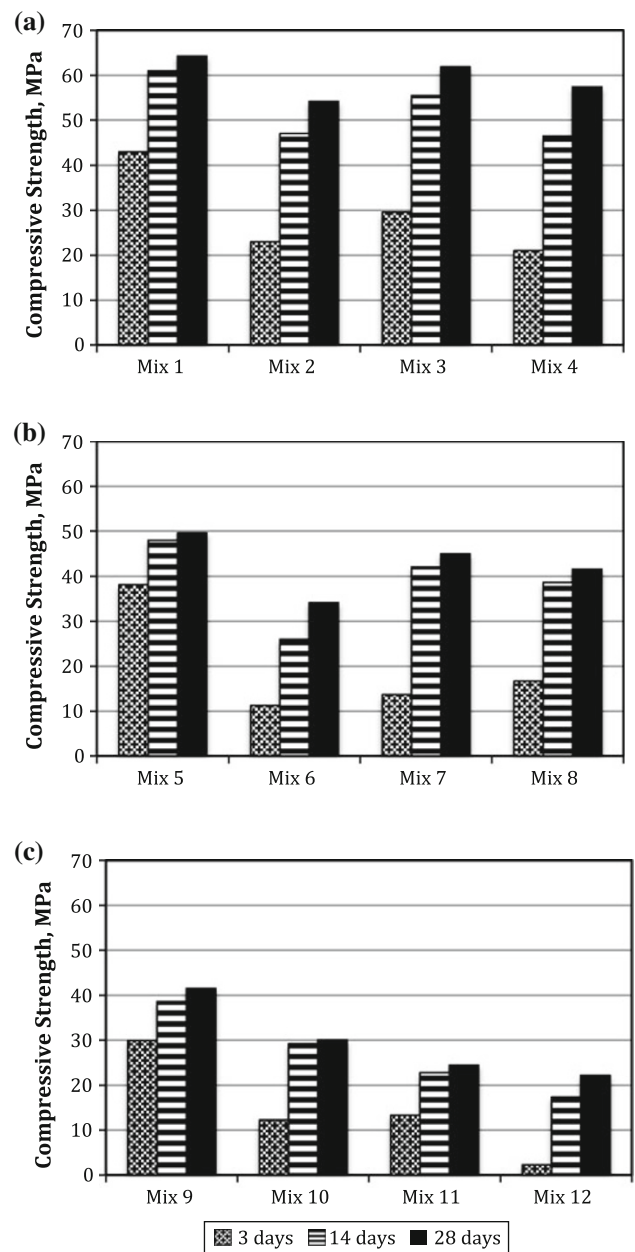 (a)
Compressive Strength, MPa
70
60
50
40
30
20
10
0
Mix 1 Mix 2 Mix 3 Mix 4
(b)
Compressive Strength, MPa
70
60
50
40
30
20
10
0
Mix 5 Mix 6 Mix 7 Mix 8
(c)
Compressive Strength, MPa
70
60
50
40
30
20
10
0
Mix 9 Mix 10 Mix 11 Mix 12
3 days 14 days 28 days